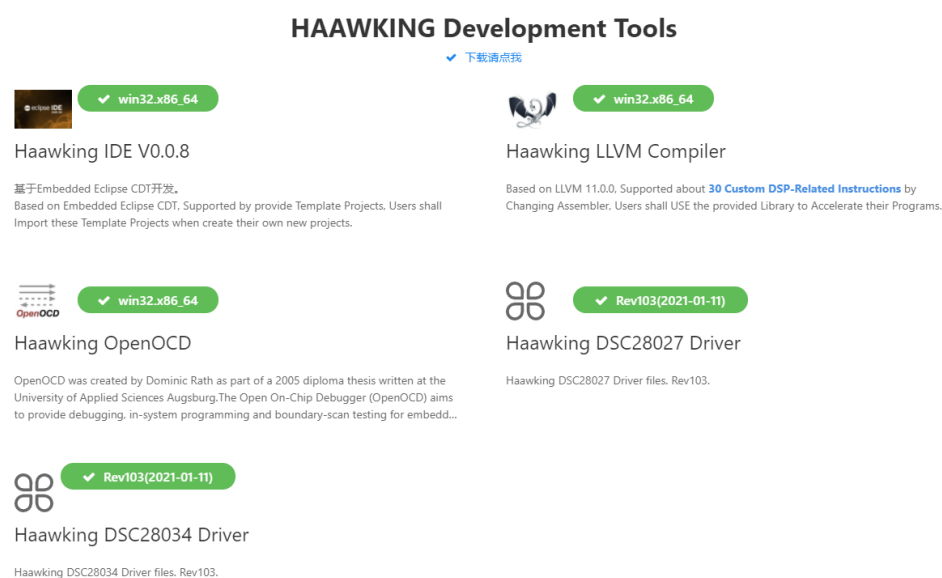 HAAWKING Development Tools
下载请点我
eclipse IDE
win32.x86_64
Haawking IDE V0.0.8
基于Embedded Eclipse CDT开发。
Based on Embedded Eclipse CDT, Supported by provide Template Projects, Users shall
Import these Template Projects when create their own new projects.
win32.x86_64
Haawking LLVM Compiler
Based on LLVM 11.0.0, Supported about 30 Custom DSP-Related Instructions by
Changing Assembler, Users shall USE the provided Library to Accelerate their Programs.
OpenOCD
win32.x86_64
Haawking OpenOCD
OpenOCD was created by Dominic Rath as part of a 2005 diploma thesis written at the
University of Applied Sciences Augsburg.The Open On-Chip Debugger (OpenOCD) aims
to provide debugging, in-system programming and boundary-scan testing for embedd...
Rev103(2021-01-11)
Haawking DSC28027 Driver
Haawking DSC28027 Driver files. Rev103.
Rev103(2021-01-11)
Haawking DSC28034 Driver
Haawking DSC28034 Driver files. Rev103.